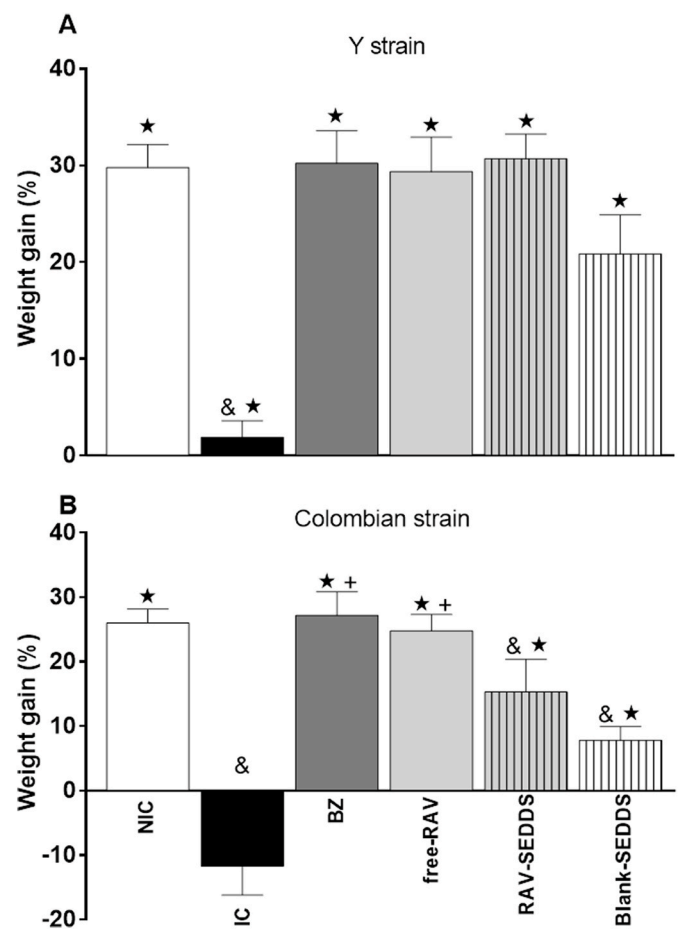 A
Y strain
Weight gain (%)
40
30
20
10
0
★
& ★
★
★
★
★
B
Colombian strain
Weight gain (%)
40
30
20
10
0
-10
-20
★
&
★ +
★ +
& ★
& ★
NIC
IC
BZ
free-RAV
RAV-SEDDS
Blank-SEDDS